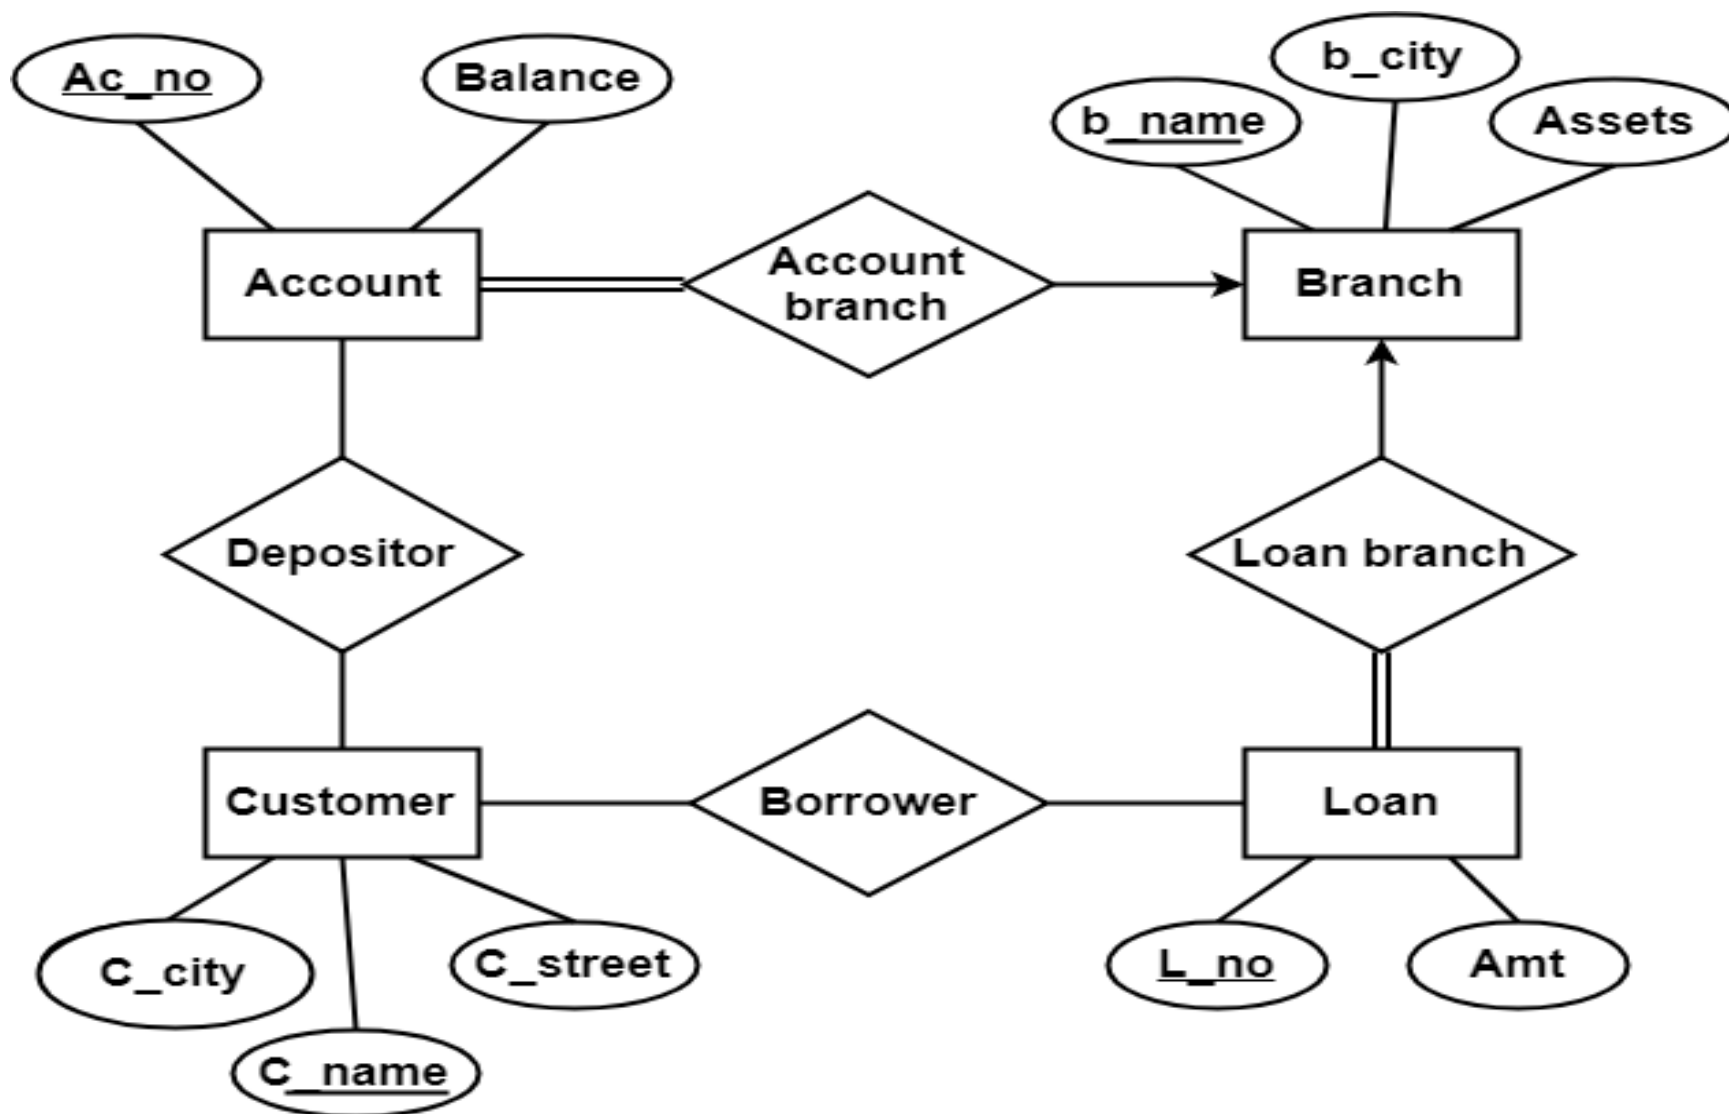 Ac_no
Balance
b_name
b_city
Assets
Account
Account
branch
Branch
Depositor
Loan branch
Customer
Borrower
Loan
C_city
C_name
C_street
L_no
Amt